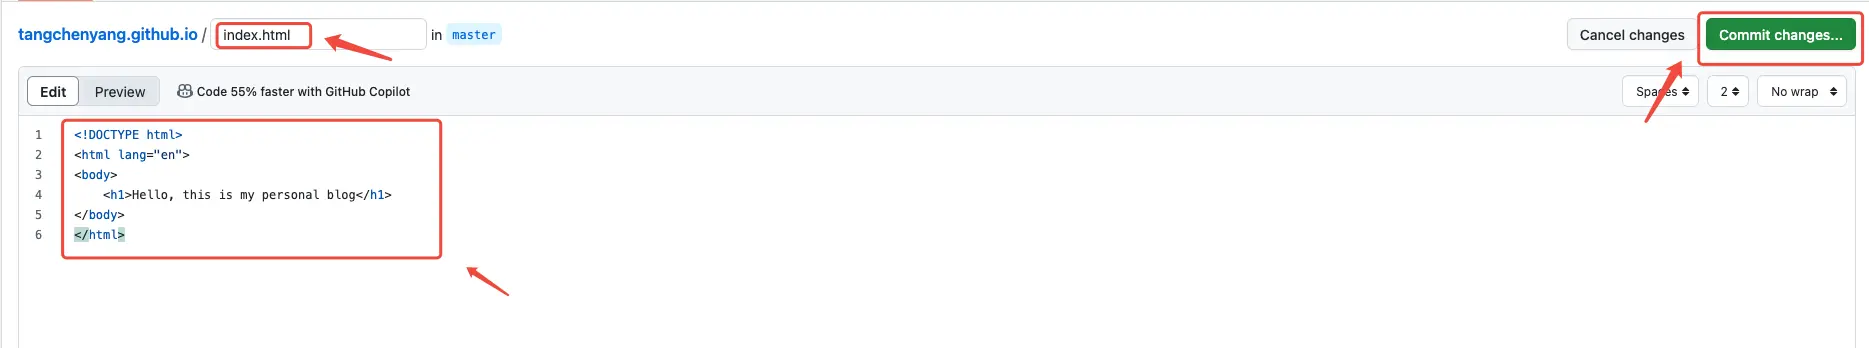 tangchenyang.github.io / index.html in master Cancel changes Commit changes...
Edit Preview Code 55% faster with GitHub Copilot Spaces 2 No wrap
1 <!DOCTYPE html>
2 <html lang="en">
3 <body>
4     <h1>Hello, this is my personal blog</h1>
5 </body>
6 </html>